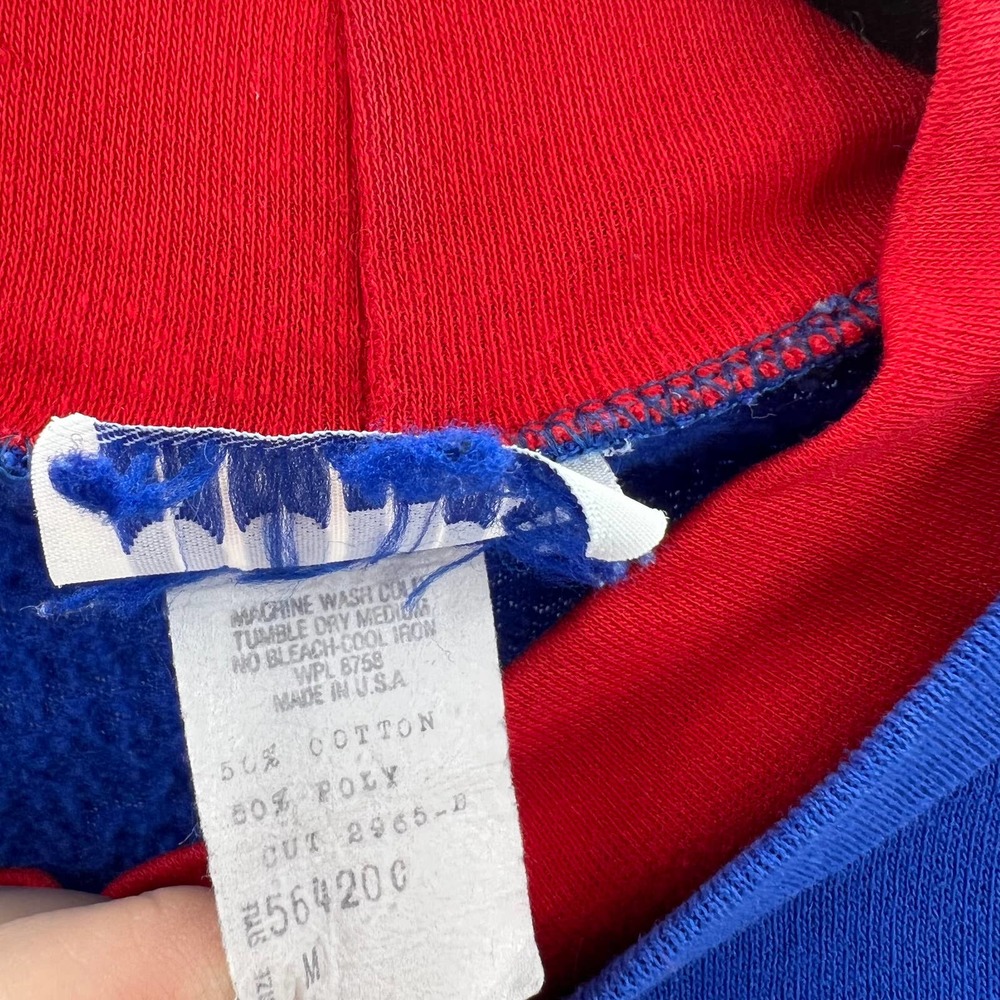 MACHINE WASH COLD
TUMBLE DRY MEDIUM
NO BLEACH-COOL IRON
WPL 8758
MADE IN U.S.A
50% COTTON
50% POLY
CUT 2965-D
564200
M